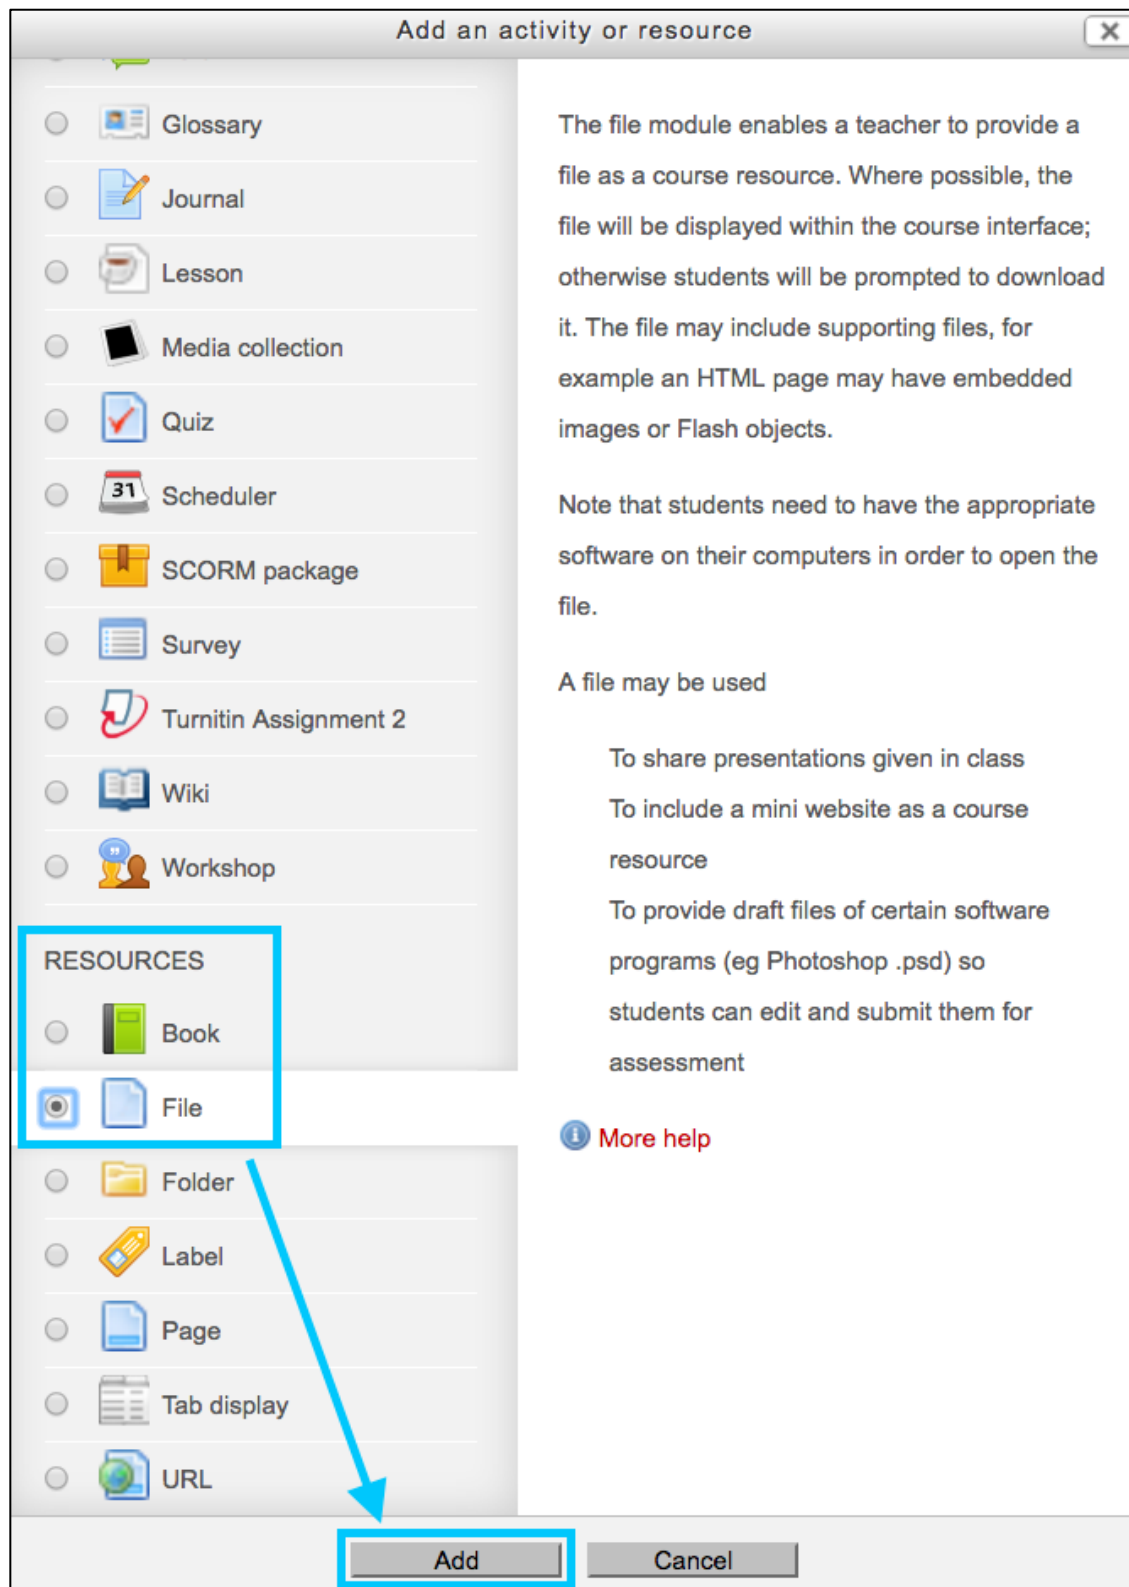 Add an activity or resource
Glossary
Journal
Lesson
Media collection
Quiz
31
Scheduler
SCORM package
Survey
Turnitin Assignment 2
Wiki
Workshop
RESOURCES
Book
File
Folder
Label
Page
Tab display
URL
The file module enables a teacher to provide a
file as a course resource. Where possible, the
file will be displayed within the course interface;
otherwise students will be prompted to download
it. The file may include supporting files, for
example an HTML page may have embedded
images or Flash objects.
Note that students need to have the appropriate
software on their computers in order to open the
file.
A file may be used
To share presentations given in class
To include a mini website as a course
resource
To provide draft files of certain software
programs (eg Photoshop .psd) so
students can edit and submit them for
assessment
More help
Add
Cancel